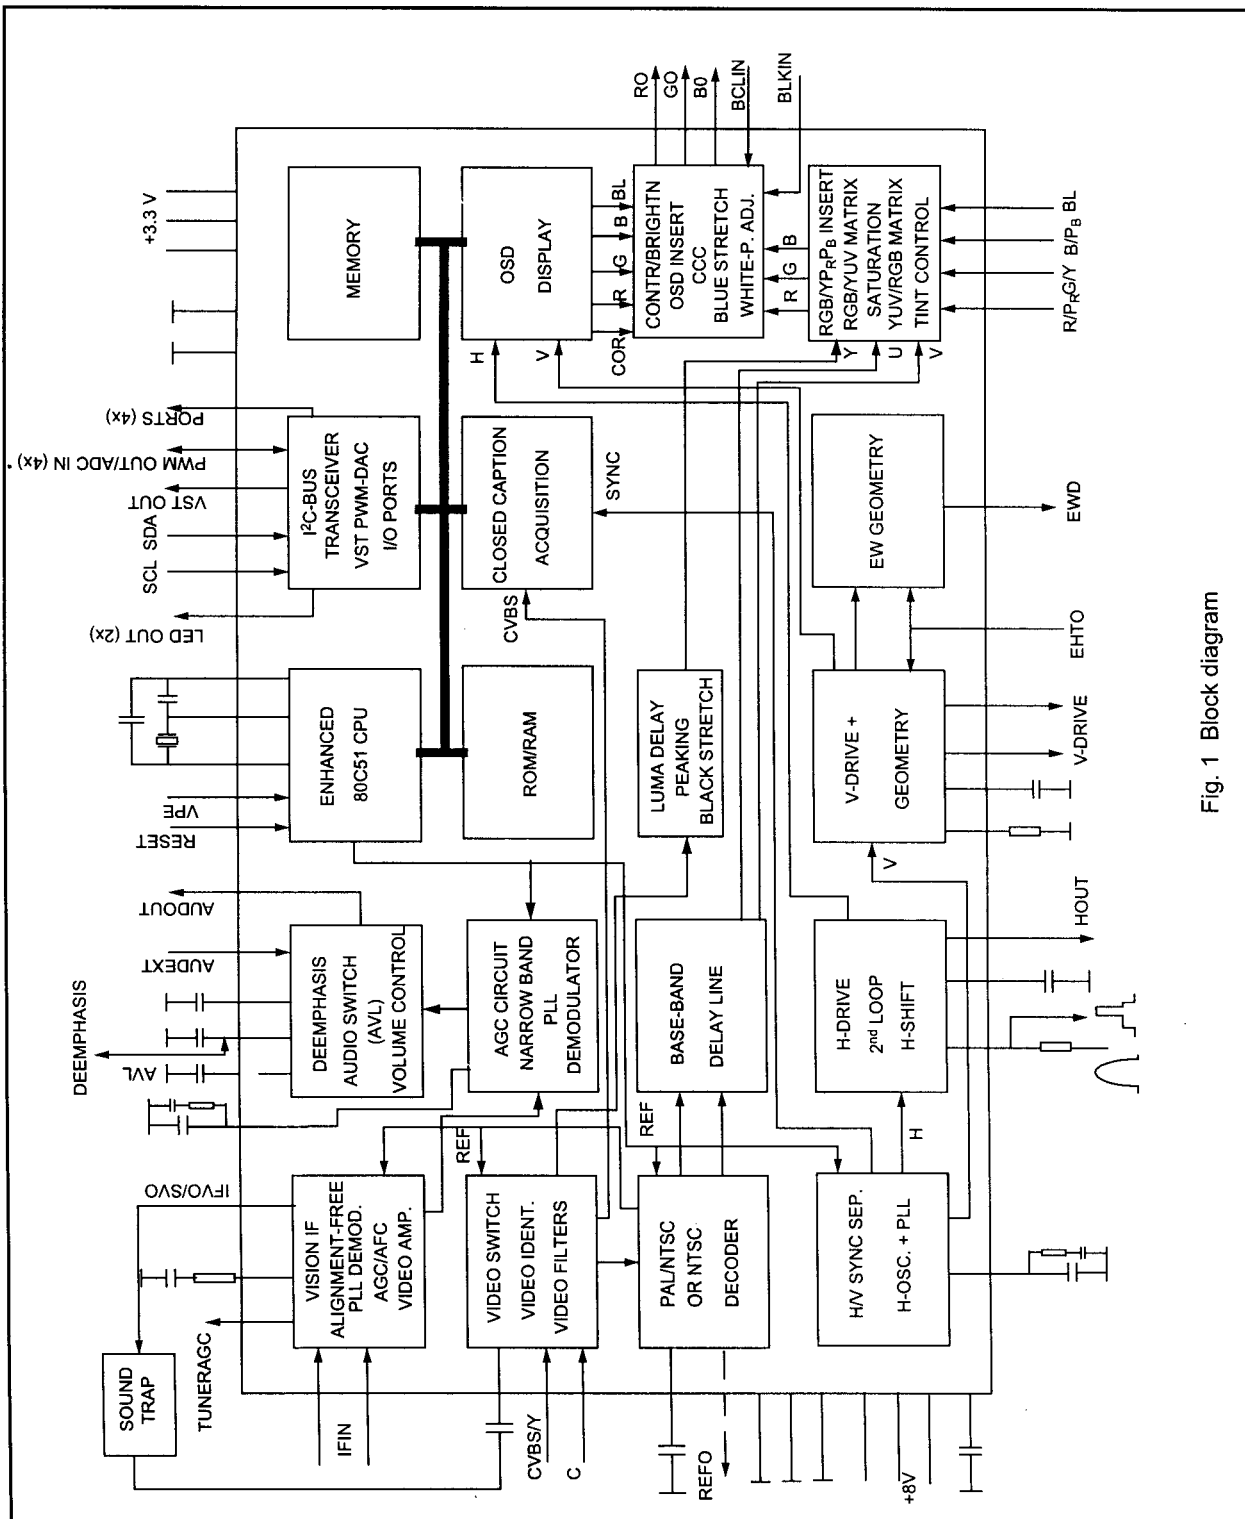 +3.3 V
PORTS (4x)
PWM OUT/ADC IN (4x)
VST OUT
SCL SDA
LED OUT (2x)
VPE
RESET
AUDOUT
AUDEXT
DEEMPHASIS
AVL
IFVO/SVO
TUNERAGC
SOUND
TRAP
IFIN
MEMORY
I²C-BUS
TRANSCEIVER
VST PWM-DAC
I/O PORTS
ENHANCED
80C51 CPU
DEEMPHASIS
AUDIO SWITCH
(AVL)
VOLUME CONTROL
VISION IF
ALIGNMENT-FREE
PLL DEMOD.
AGC/AFC
VIDEO AMP.
OSD
DISPLAY
H
V
CLOSED CAPTION
ACQUISITION
CVBS
SYNC
ROM/RAM
AGC CIRCUIT
NARROW BAND
PLL
DEMODULATOR
REF
VIDEO SWITCH
VIDEO IDENT.
VIDEO FILTERS
CVBS/Y
C
COR R G B BL
RO
GO
B0
BCLIN
BLKIN
CONTR/BRIGHTN
OSD INSERT
CCC
BLUE STRETCH
WHITE-P. ADJ.
R G B
LUMA DELAY
PEAKING
BLACK STRETCH
BASE-BAND
DELAY LINE
REF
PAL/NTSC
OR NTSC
DECODER
REFO
RGB/YPRPB INSERT
RGB/YUV MATRIX
SATURATION
YUV/RGB MATRIX
TINT CONTROL
Y
U
V
R/PR G/Y B/PB BL
EW GEOMETRY
EWD
EHTO
V-DRIVE +
GEOMETRY
V
V-DRIVE
H-DRIVE
2nd LOOP
H-SHIFT
HOUT
H
H/V SYNC SEP.
H-OSC. + PLL
+8V
Fig. 1 Block diagram